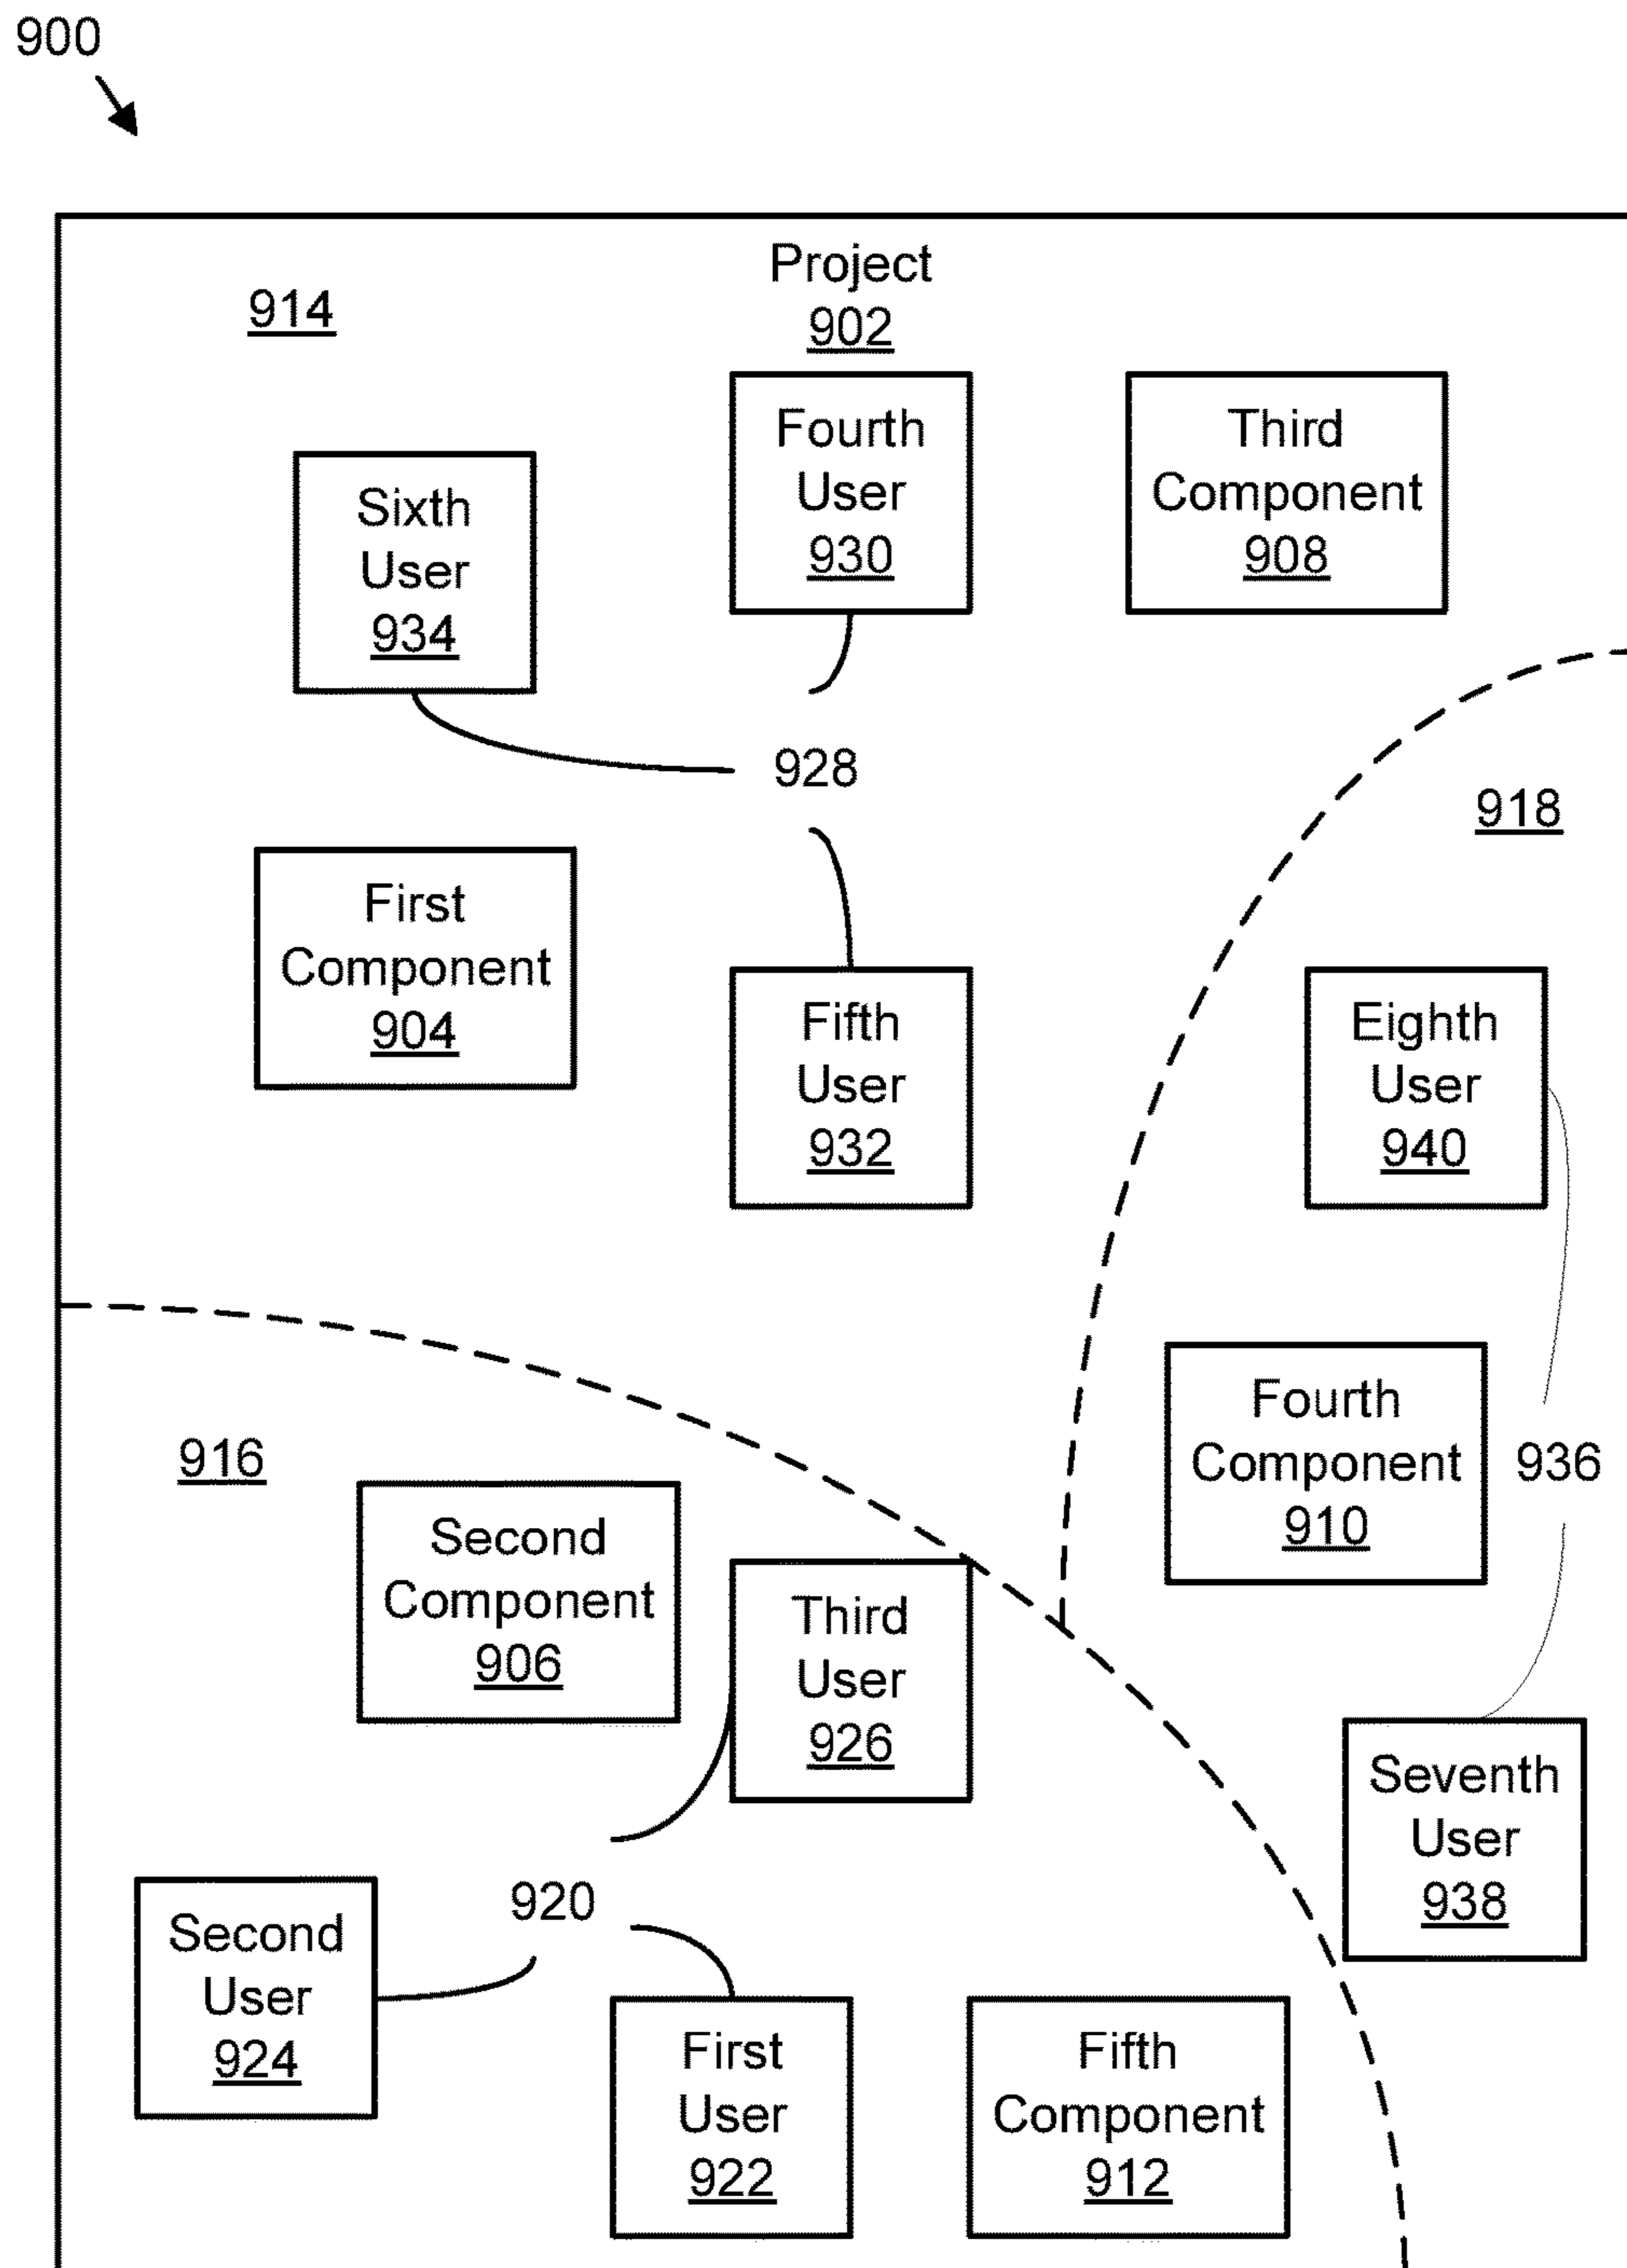 900
Project
902
914
Fourth
User
930
Third
Component
908
Sixth
User
934
928
918
First
Component
904
Fifth
User
932
Eighth
User
940
Fourth
Component
910
936
916
Second
Component
906
Third
User
926
Seventh
User
938
920
Second
User
924
First
User
922
Fifth
Component
912